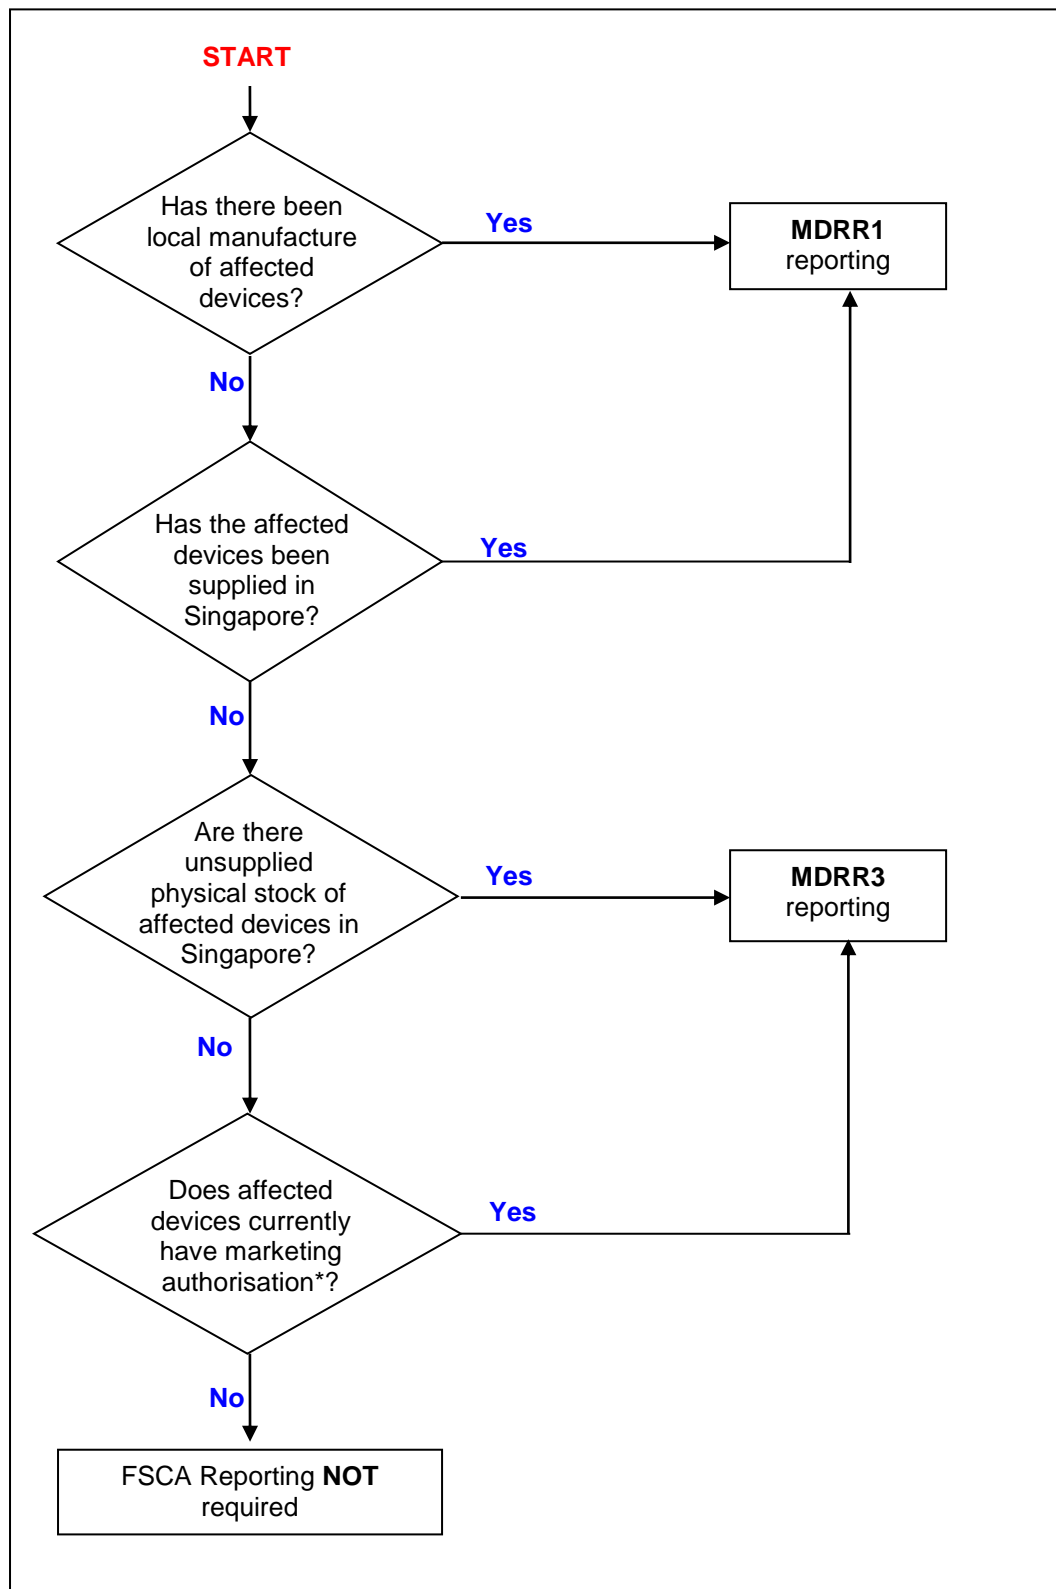 START
Has there been
local manufacture
of affected
devices?
Yes
MDRR1
reporting
No
Has the affected
devices been
supplied in
Singapore?
Yes
No
Are there
unsupplied
physical stock of
affected devices in
Singapore?
Yes
MDRR3
reporting
No
Does affected
devices currently
have marketing
authorisation*?
Yes
No
FSCA Reporting NOT
required